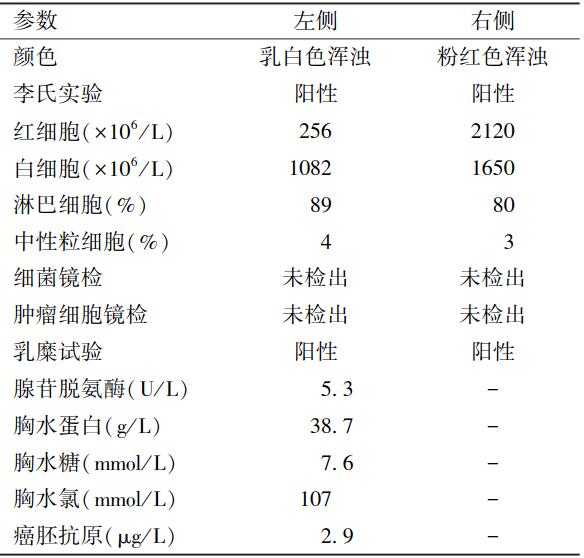 参数 左侧 右侧
颜色 乳白色浑浊 粉红色浑浊
李氏实验 阳性 阳性
红细胞(×10⁶/L) 256 2120
白细胞(×10⁶/L) 1082 1650
淋巴细胞(%) 89 80
中性粒细胞(%) 4 3
细菌镜检 未检出 未检出
肿瘤细胞镜检 未检出 未检出
乳糜试验 阳性 阳性
腺苷脱氨酶(U/L) 5.3 -
胸水蛋白(g/L) 38.7 -
胸水糖(mmol/L) 7.6 -
胸水氯(mmol/L) 107 -
癌胚抗原(μg/L) 2.9 -